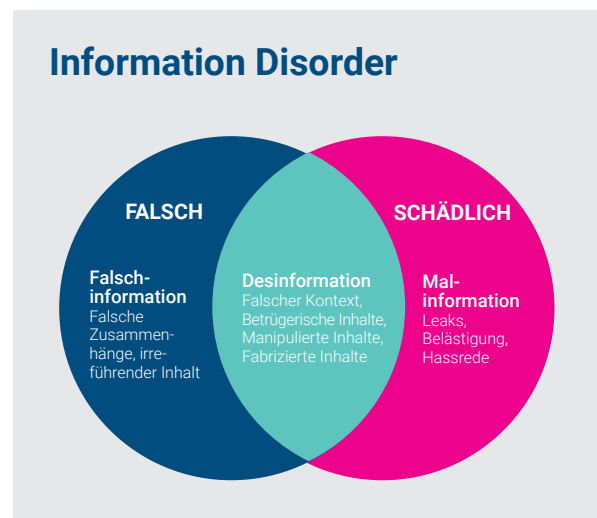 Information Disorder
FALSCH
SCHÄDLICH
Falsch-
information
Falsche
Zusammen-
hänge, irre-
führender Inhalt
Desinformation
Falscher Kontext,
Betrügerische Inhalte,
Manipulierte Inhalte,
Fabrizierte Inhalte
Mal-
information
Leaks,
Belästigung,
Hassrede